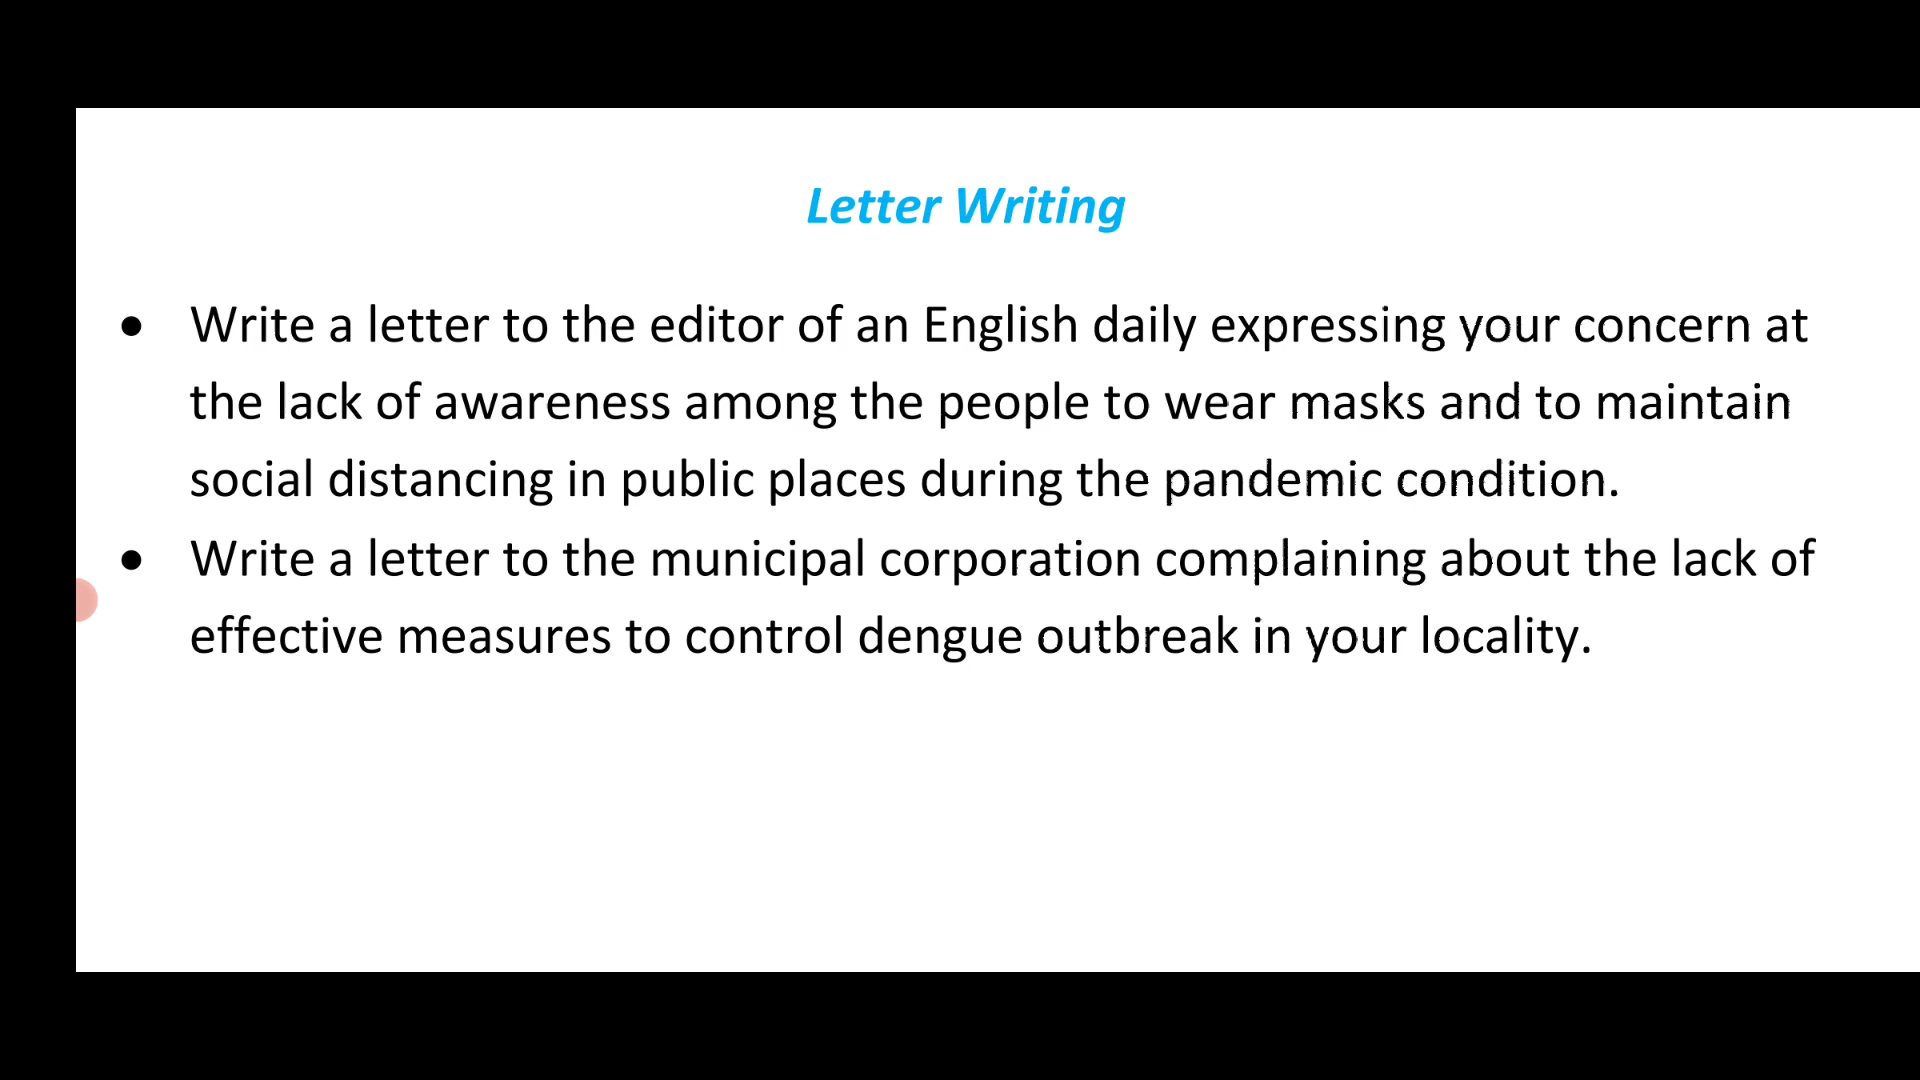 Letter Writing
• Write a letter to the editor of an English daily expressing your concern at
the lack of awareness among the people to wear masks and to maintain
social distancing in public places during the pandemic condition.
• Write a letter to the municipal corporation complaining about the lack of
effective measures to control dengue outbreak in your locality.